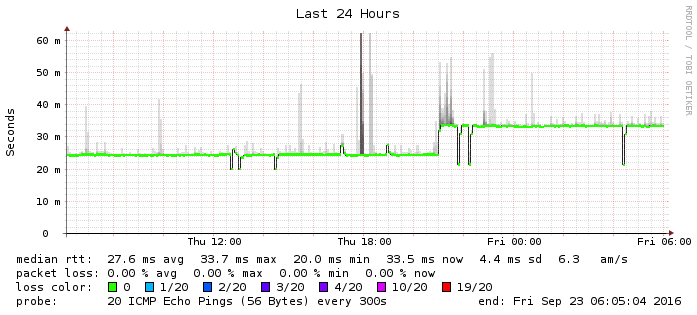 Last 24 Hours
RRDTOOL / TOBI OETIKER
Seconds
60 m
50 m
40 m
30 m
20 m
10 m
0
Thu 12:00 Thu 18:00 Fri 00:00 Fri 06:00
median rtt: 27.6 ms avg 33.7 ms max 20.0 ms min 33.5 ms now 4.4 ms sd 6.3 am/s
packet loss: 0.00 % avg 0.00 % max 0.00 % min 0.00 % now
loss color: 0 1/20 2/20 3/20 4/20 10/20 19/20
probe: 20 ICMP Echo Pings (56 Bytes) every 300s end: Fri Sep 23 06:05:04 2016